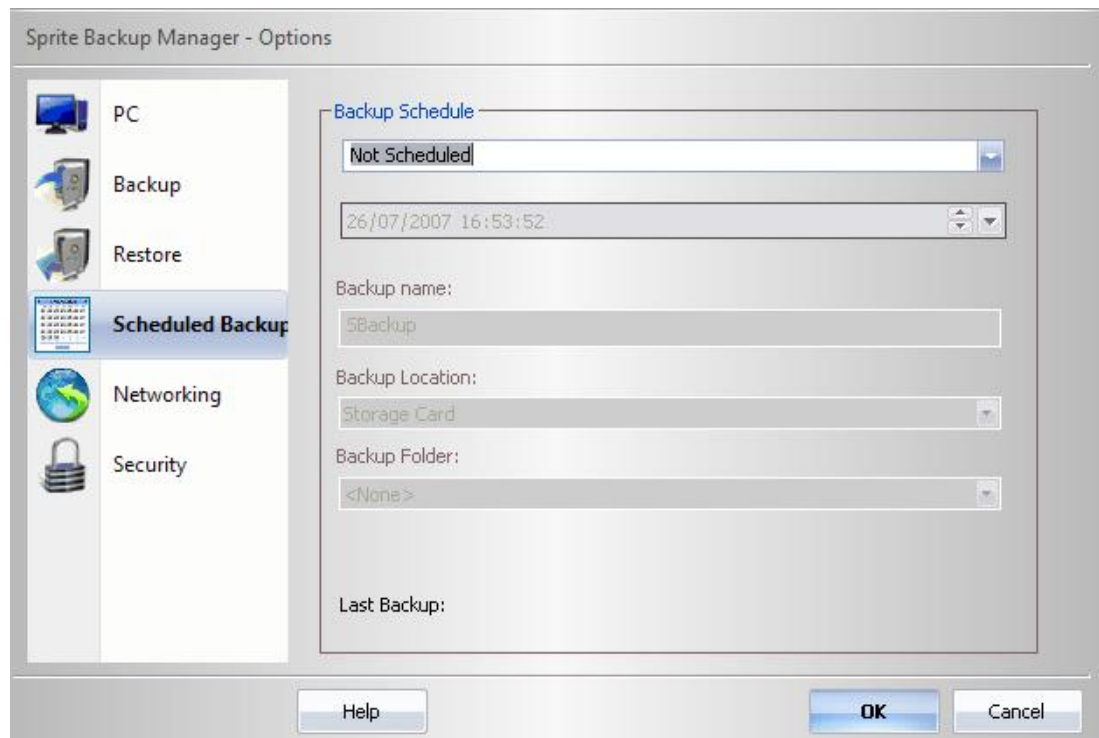 Sprite Backup Manager - Options
PC
Backup
Restore
Scheduled Backup
Networking
Security
Backup Schedule
Not Scheduled
26/07/2007 16:53:52
Backup name:
SBackup
Backup Location:
Storage Card
Backup Folder:
<None>
Last Backup:
Help
OK
Cancel